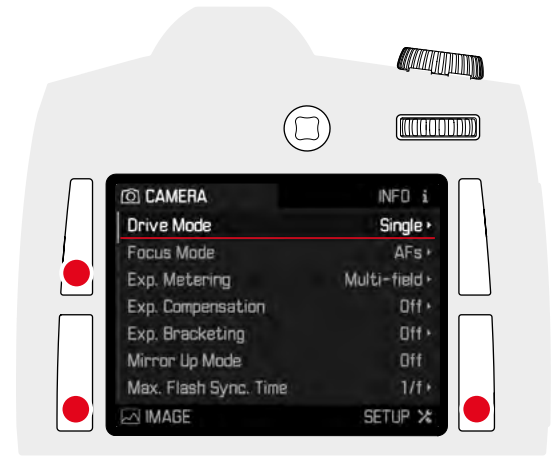 CAMERA INFO i
Drive Mode Single
Focus Mode AFs
Exp. Metering Multi-field
Exp. Compensation Off
Exp. Bracketing Off
Mirror Up Mode Off
Max. Flash Sync. Time 1/f
IMAGE SETUP